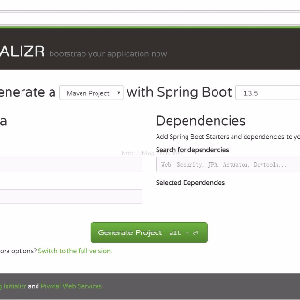 ALIZR bootstrap your application now
enerate a Maven Project with Spring Boot 1.3.5
a
Dependencies
Add Spring Boot Starters and dependencies to yo
Search for dependencies
Web, Security, JPA, Actuator, Devtools...
Selected Dependencies
Generate Project alt +
ore options? Switch to the full version.
g Initializr and Pivotal Web Services